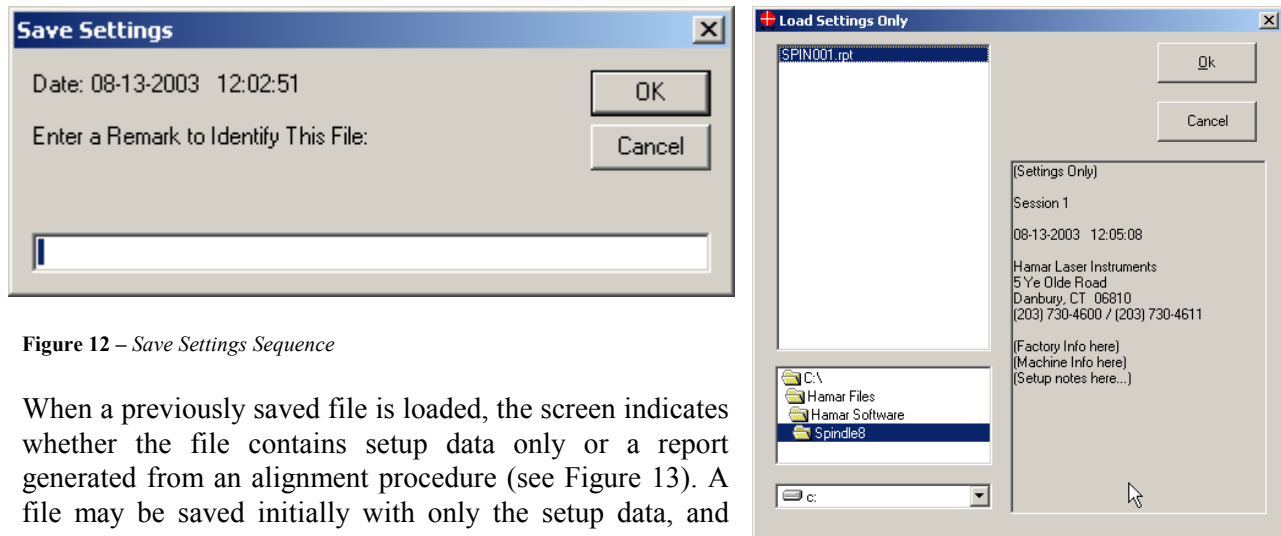 Save Settings
Date: 08-13-2003 12:02:51
OK
Enter a Remark to Identify This File:
Cancel
Figure 12 – Save Settings Sequence
When a previously saved file is loaded, the screen indicates
whether the file contains setup data only or a report
generated from an alignment procedure (see Figure 13). A
file may be saved initially with only the setup data, and
Load Settings Only
SPIN001.rpt
Ok
Cancel
(Settings Only)
Session 1
08-13-2003 12:05:08
Hamar Laser Instruments
5 Ye Olde Road
Danbury, CT 06810
(203) 730-4600 / (203) 730-4611
(Factory Info here)
(Machine Info here)
(Setup notes here...)
C:\
Hamar Files
Hamar Software
Spindle8
c: